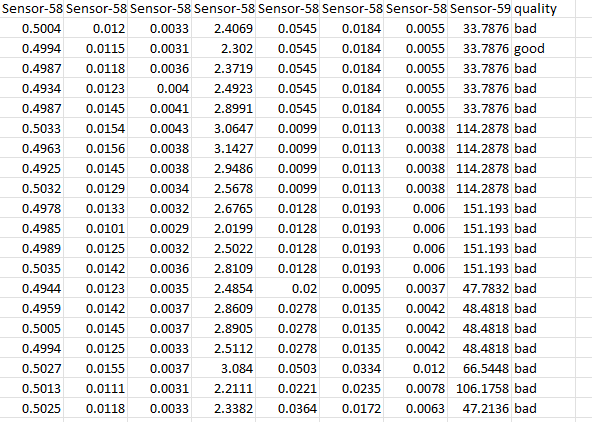 Sensor-58 Sensor-58 Sensor-58 Sensor-58 Sensor-58 Sensor-58 Sensor-58 Sensor-59 quality
0.5004 0.012 0.0033 2.4069 0.0545 0.0184 0.0055 33.7876 bad
0.4994 0.0115 0.0031 2.302 0.0545 0.0184 0.0055 33.7876 good
0.4987 0.0118 0.0036 2.3719 0.0545 0.0184 0.0055 33.7876 bad
0.4934 0.0123 0.004 2.4923 0.0545 0.0184 0.0055 33.7876 bad
0.4987 0.0145 0.0041 2.8991 0.0545 0.0184 0.0055 33.7876 bad
0.5033 0.0154 0.0043 3.0647 0.0099 0.0113 0.0038 114.2878 bad
0.4963 0.0156 0.0038 3.1427 0.0099 0.0113 0.0038 114.2878 bad
0.4925 0.0145 0.0038 2.9486 0.0099 0.0113 0.0038 114.2878 bad
0.5032 0.0129 0.0034 2.5678 0.0099 0.0113 0.0038 114.2878 bad
0.4978 0.0133 0.0032 2.6765 0.0128 0.0193 0.006 151.193 bad
0.4985 0.0101 0.0029 2.0199 0.0128 0.0193 0.006 151.193 bad
0.4989 0.0125 0.0032 2.5022 0.0128 0.0193 0.006 151.193 bad
0.5035 0.0142 0.0036 2.8109 0.0128 0.0193 0.006 151.193 bad
0.4944 0.0123 0.0035 2.4854 0.02 0.0095 0.0037 47.7832 bad
0.4959 0.0142 0.0037 2.8609 0.0278 0.0135 0.0042 48.4818 bad
0.5005 0.0145 0.0037 2.8905 0.0278 0.0135 0.0042 48.4818 bad
0.4994 0.0125 0.0033 2.5112 0.0278 0.0135 0.0042 48.4818 bad
0.5027 0.0155 0.0037 3.084 0.0503 0.0334 0.012 66.5448 bad
0.5013 0.0111 0.0031 2.2111 0.0221 0.0235 0.0078 106.1758 bad
0.5025 0.0118 0.0033 2.3382 0.0364 0.0172 0.0063 47.2136 bad